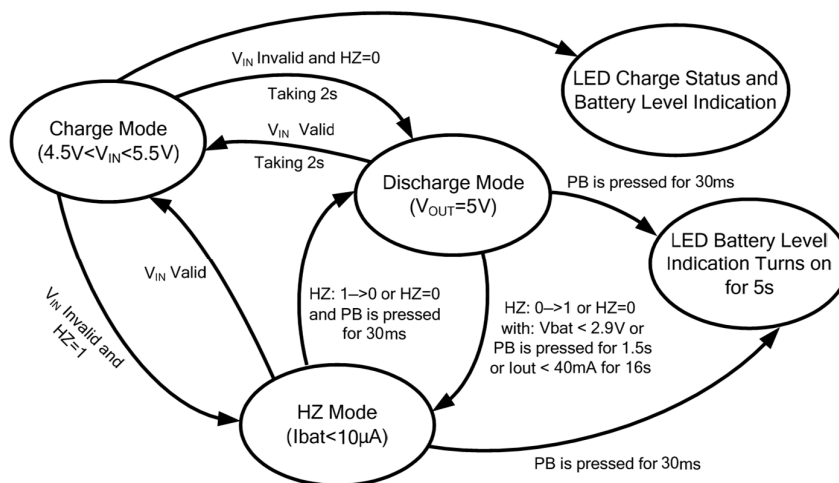 V_IN Invalid and HZ=0
Taking 2s
V_IN Valid
Taking 2s
LED Charge Status and
Battery Level Indication
Charge Mode
(4.5V<V_IN<5.5V)
Discharge Mode
(V_OUT=5V)
PB is pressed for 30ms
LED Battery Level
Indication Turns on
for 5s
V_IN Valid
HZ: 1–>0 or HZ=0
and PB is pressed
for 30ms
HZ: 0–>1 or HZ=0
with: Vbat < 2.9V or
PB is pressed for 1.5s
or Iout < 40mA for 16s
V_IN Invalid and
HZ=1
HZ Mode
(Ibat<10µA)
PB is pressed for 30ms